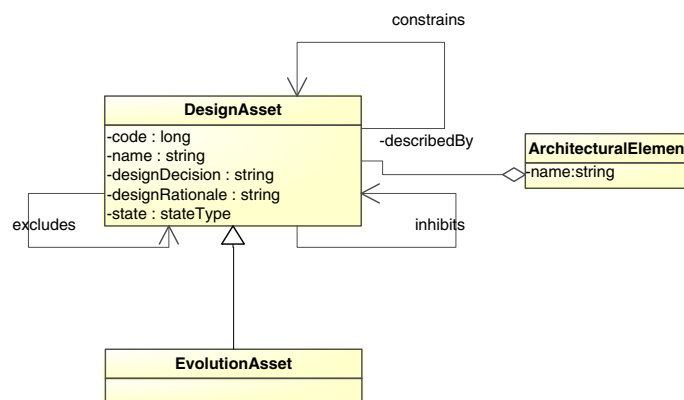 constrains
DesignAsset
-code : long
-name : string
-designDecision : string
-designRationale : string
-state : stateType
-describedBy
ArchitecturalElemen
-name:string
excludes
inhibits
EvolutionAsset